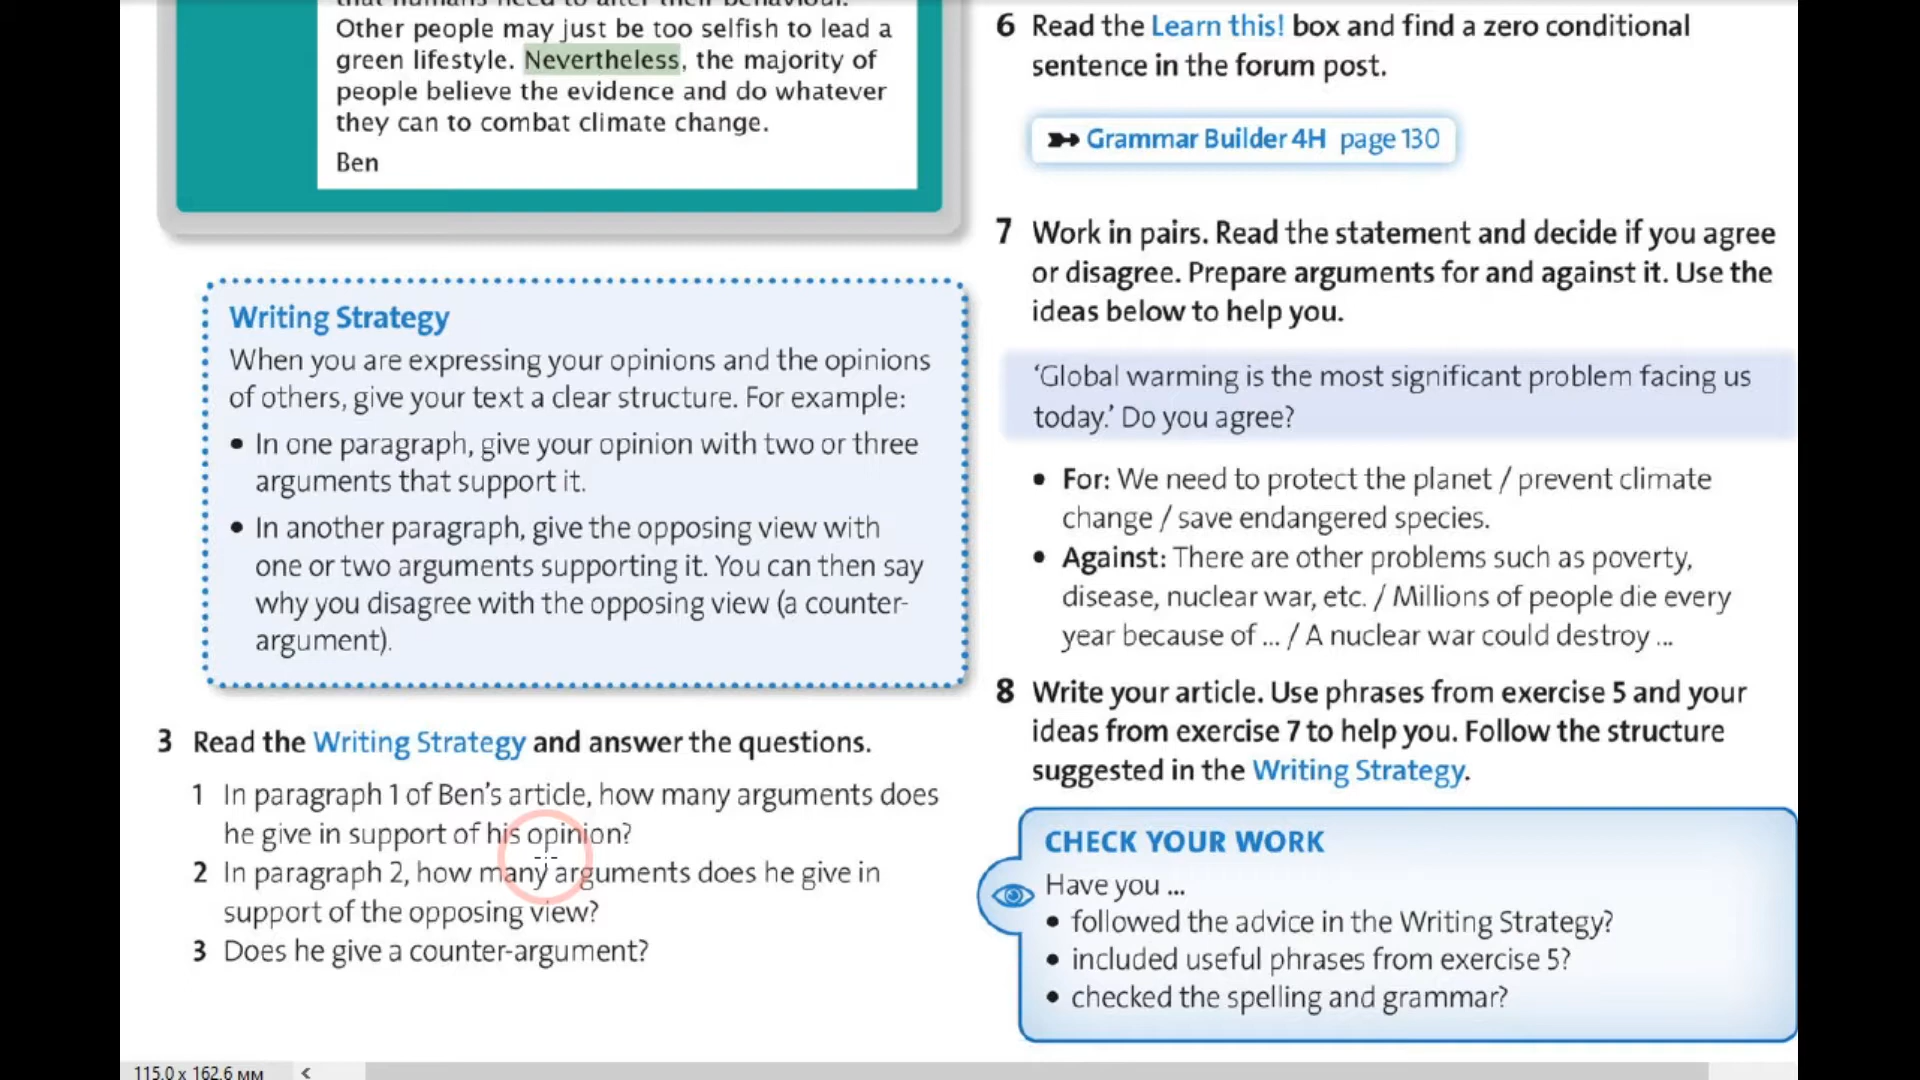 that humans need to alter their behaviour.
Other people may just be too selfish to lead a
green lifestyle. Nevertheless, the majority of
people believe the evidence and do whatever
they can to combat climate change.
Ben
Writing Strategy
When you are expressing your opinions and the opinions
of others, give your text a clear structure. For example:
• In one paragraph, give your opinion with two or three
arguments that support it.
• In another paragraph, give the opposing view with
one or two arguments supporting it. You can then say
why you disagree with the opposing view (a counter-
argument).
3 Read the Writing Strategy and answer the questions.
1 In paragraph 1 of Ben's article, how many arguments does
he give in support of his opinion?
2 In paragraph 2, how many arguments does he give in
support of the opposing view?
3 Does he give a counter-argument?
6 Read the Learn this! box and find a zero conditional
sentence in the forum post.
Grammar Builder 4H page 130
7 Work in pairs. Read the statement and decide if you agree
or disagree. Prepare arguments for and against it. Use the
ideas below to help you.
'Global warming is the most significant problem facing us
today.' Do you agree?
• For: We need to protect the planet / prevent climate
change / save endangered species.
• Against: There are other problems such as poverty,
disease, nuclear war, etc. / Millions of people die every
year because of ... / A nuclear war could destroy ...
8 Write your article. Use phrases from exercise 5 and your
ideas from exercise 7 to help you. Follow the structure
suggested in the Writing Strategy.
CHECK YOUR WORK
Have you ...
• followed the advice in the Writing Strategy?
• included useful phrases from exercise 5?
• checked the spelling and grammar?
115,0 x 162,6 мм